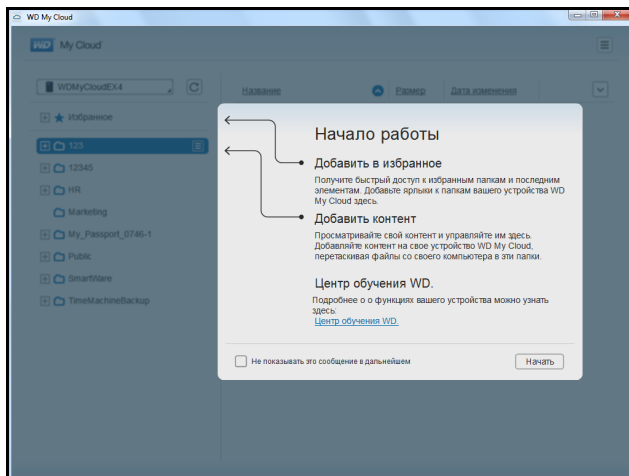 WD My Cloud
WD My Cloud
WDMyCloudEX4
Название Размер Дата изменения
Избранное
123
12345
HR
Marketing
My_Passport_0746-1
Public
SmartWare
TimeMachineBackup
Начало работы
Добавить в избранное
Получите быстрый доступ к избранным папкам и последним
элементам. Добавьте ярлыки к папкам вашего устройства WD
My Cloud здесь.
Добавить контент
Просматривайте свой контент и управляйте им здесь.
Добавляйте контент на свое устройство WD My Cloud,
перетаскивая файлы со своего компьютера в эти папки.
Центр обучения WD.
Подробнее о о функциях вашего устройства можно узнать
здесь:
Центр обучения WD.
Не показывать это сообщение в дальнейшем
Начать